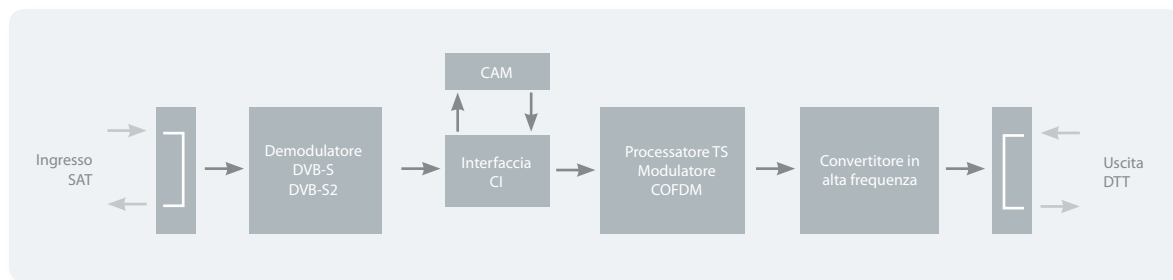 Ingresso
SAT
Demodulatore
DVB-S
DVB-S2
CAM
Interfaccia
CI
Processatore TS
Modulatore
COFDM
Convertitore in
alta frequenza
Uscita
DTT